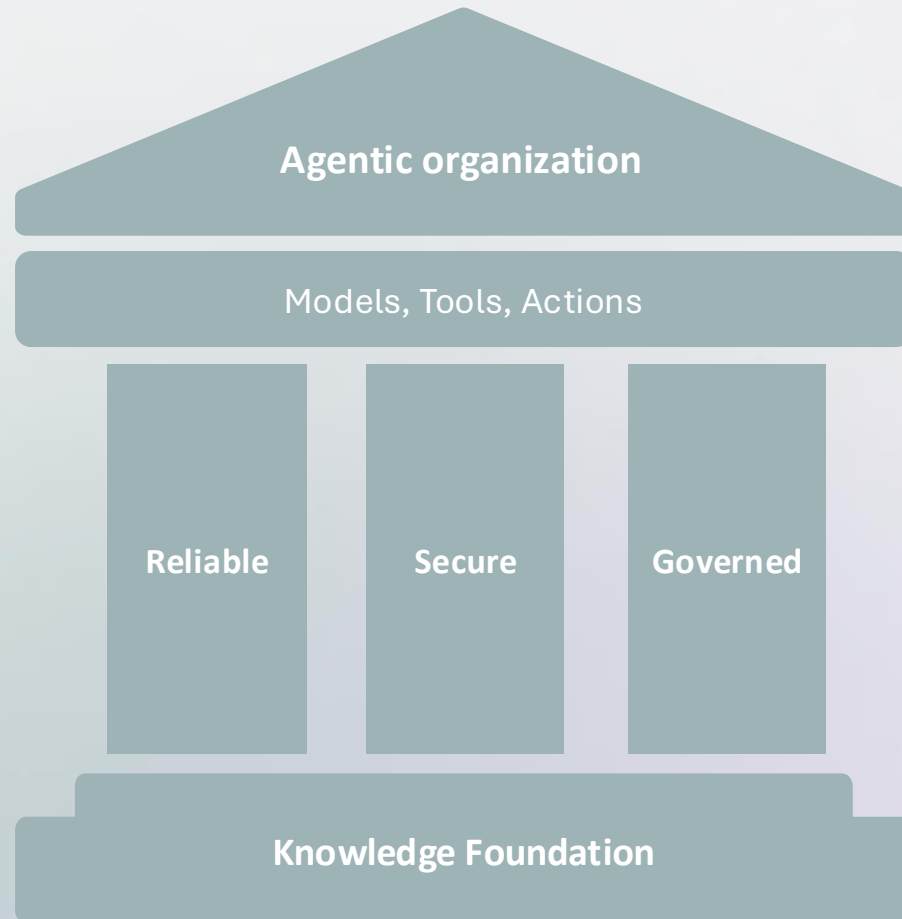 Agentic organization
Models, Tools, Actions
Reliable
Secure
Governed
Knowledge Foundation